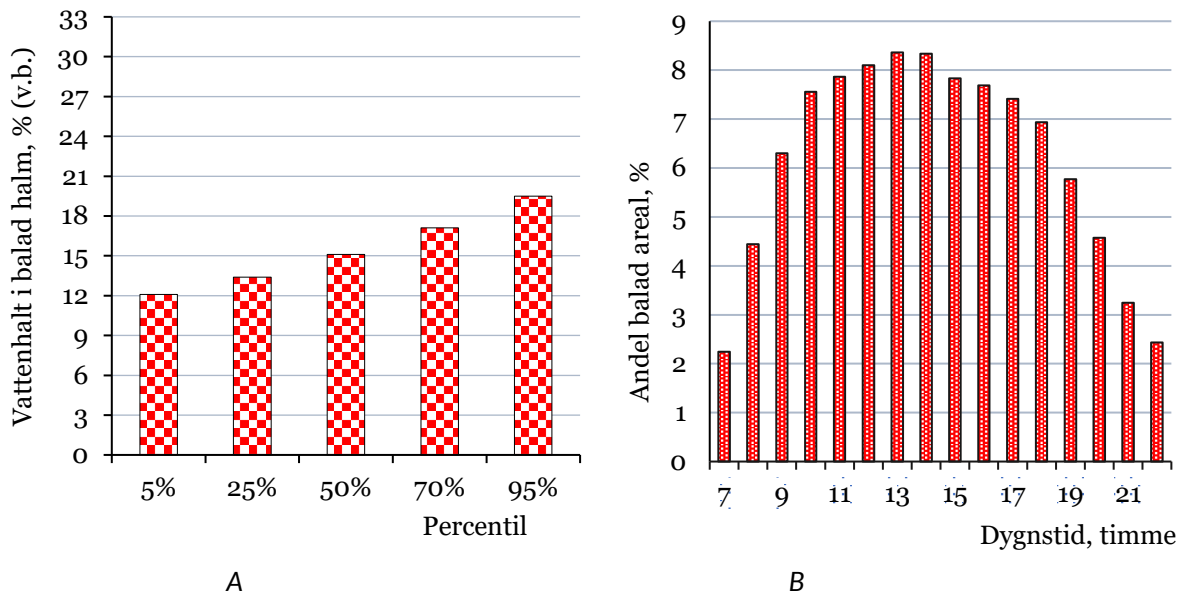 Vattenhalt i balad halm, % (v.b.)
33
30
27
24
21
18
15
12
9
6
3
0
5% 25% 50% 70% 95%
Percentil
A
Andel balad areal, %
9
8
7
6
5
4
3
2
1
0
7 9 11 13 15 17 19 21
Dygnstid, timme
B